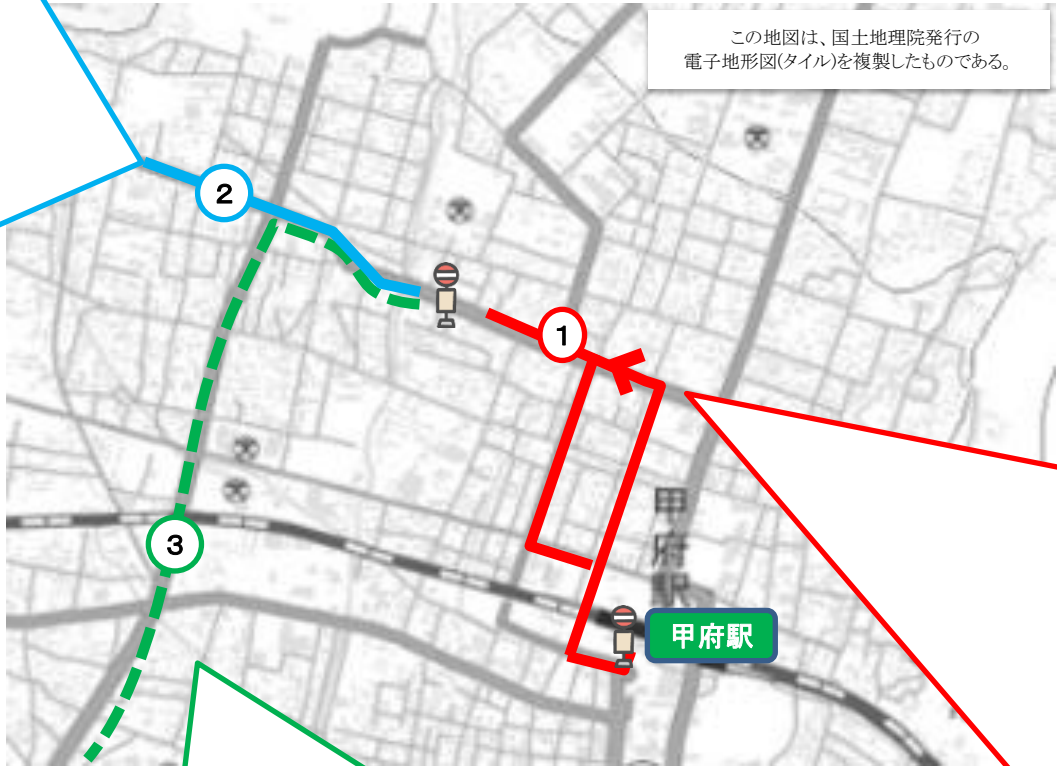 この地図は、国土地理院発行の
電子地形図(タイル)を複製したものである。
2
1
3
甲府駅
甲府駅